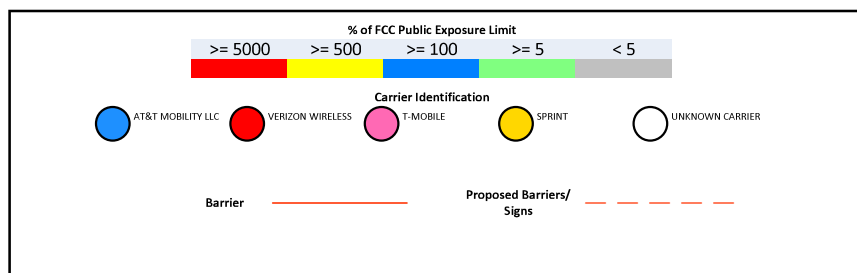 % of FCC Public Exposure Limit
>= 5000 >= 500 >= 100 >= 5 < 5
Carrier Identification
AT&T MOBILITY LLC VERIZON WIRELESS T-MOBILE SPRINT UNKNOWN CARRIER
Barrier Proposed Barriers/
Signs